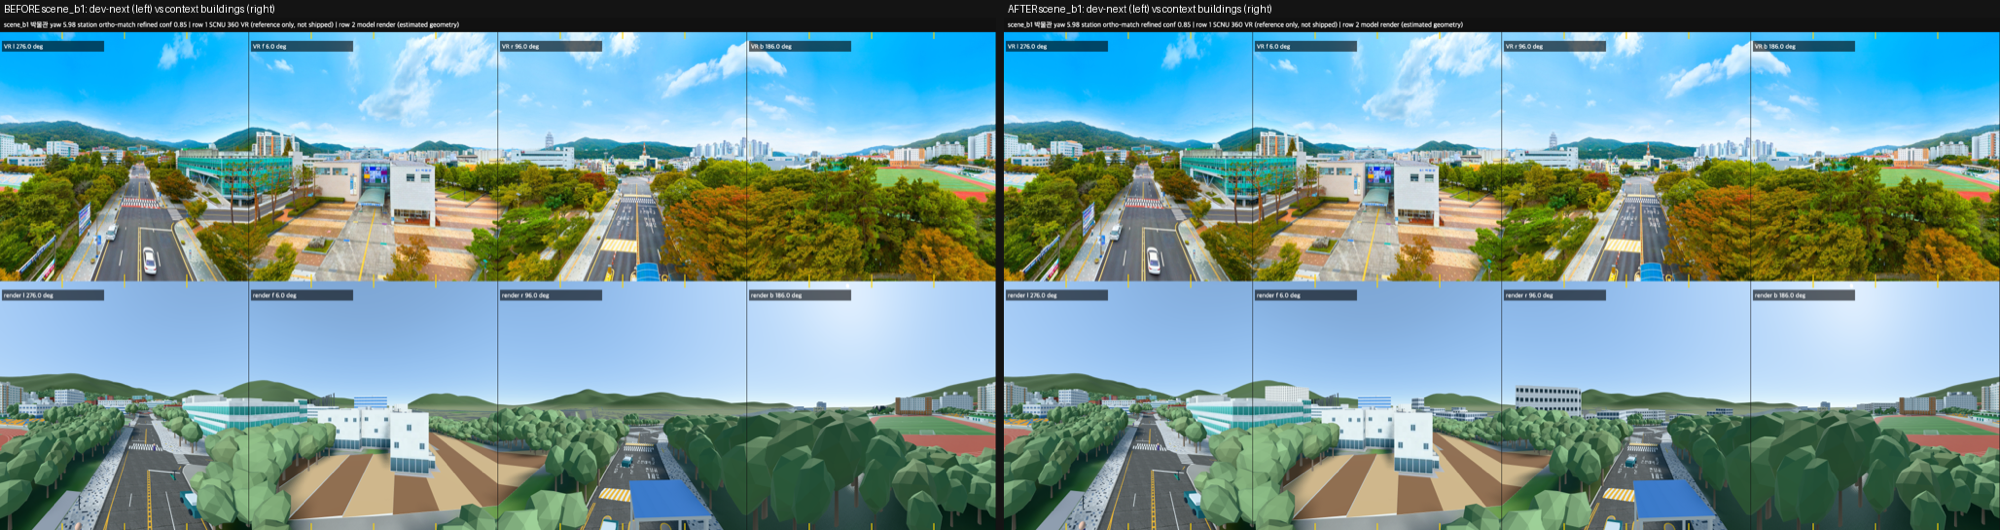 BEFORE scene_b1: dev-next (left) vs context buildings (right)
scene_b1 박물관 yaw 5.98 station ortho-match refined conf 0.85 | row 1 SCNU 360 VR (reference only, not shipped) | row 2 model render (estimated geometry)
VR l 276.0 deg
VR f 6.0 deg
VR r 96.0 deg
VR b 186.0 deg
render l 276.0 deg
render f 6.0 deg
render r 96.0 deg
render b 186.0 deg
AFTER scene_b1: dev-next (left) vs context buildings (right)
scene_b1 박물관 yaw 5.98 station ortho-match refined conf 0.85 | row 1 SCNU 360 VR (reference only, not shipped) | row 2 model render (estimated geometry)
VR l 276.0 deg
VR f 6.0 deg
VR r 96.0 deg
VR b 186.0 deg
render l 276.0 deg
render f 6.0 deg
render r 96.0 deg
render b 186.0 deg